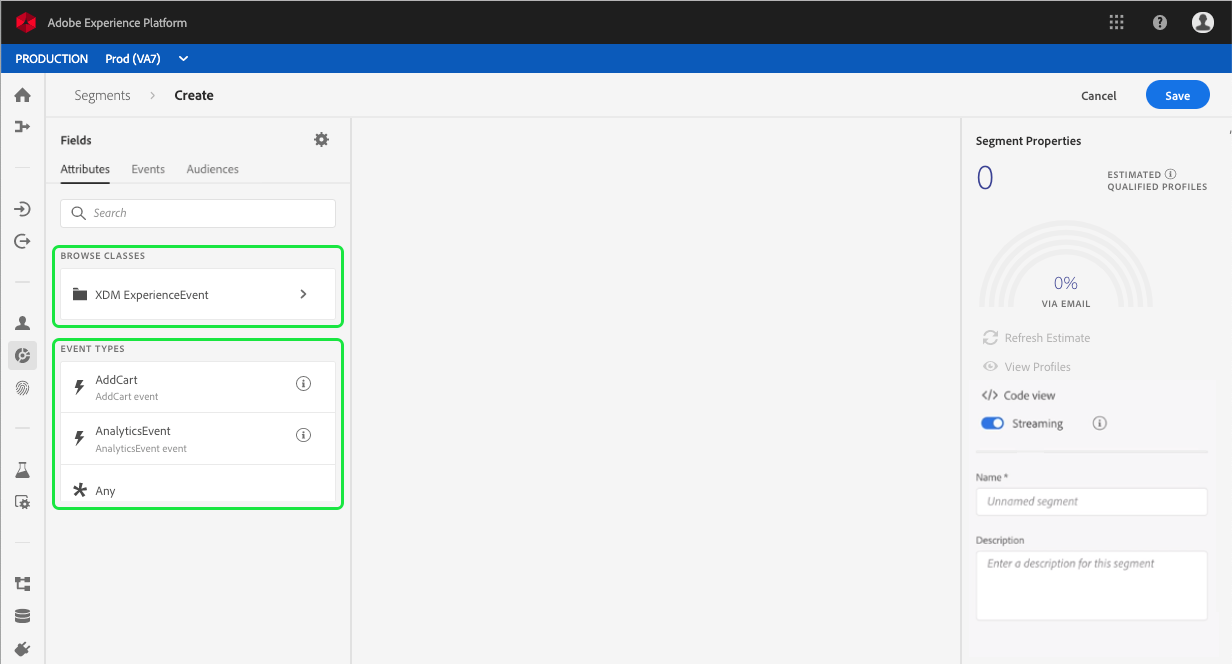 Adobe Experience Platform
PRODUCTION Prod (VA7)
Segments > Create
Cancel
Save
Fields
Attributes Events Audiences
Search
BROWSE CLASSES
XDM ExperienceEvent
EVENT TYPES
AddCart
AddCart event
AnalyticsEvent
AnalyticsEvent event
Any
Segment Properties
0
ESTIMATED
QUALIFIED PROFILES
0%
VIA EMAIL
Refresh Estimate
View Profiles
</> Code view
Streaming
Name *
Unnamed segment
Description
Enter a description for this segment